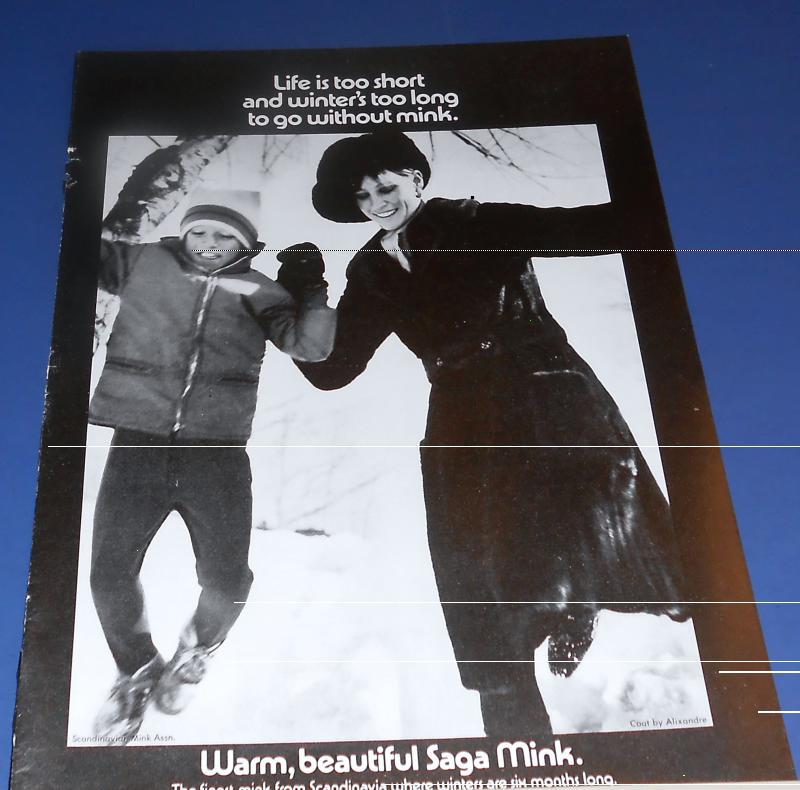 Life is too short
and winter's too long
to go without mink.
Scandinavian Mink Assn.
Coat by Alixandre
Warm, beautiful Saga Mink.
The finest mink from Scandinavia where winters are six months long.